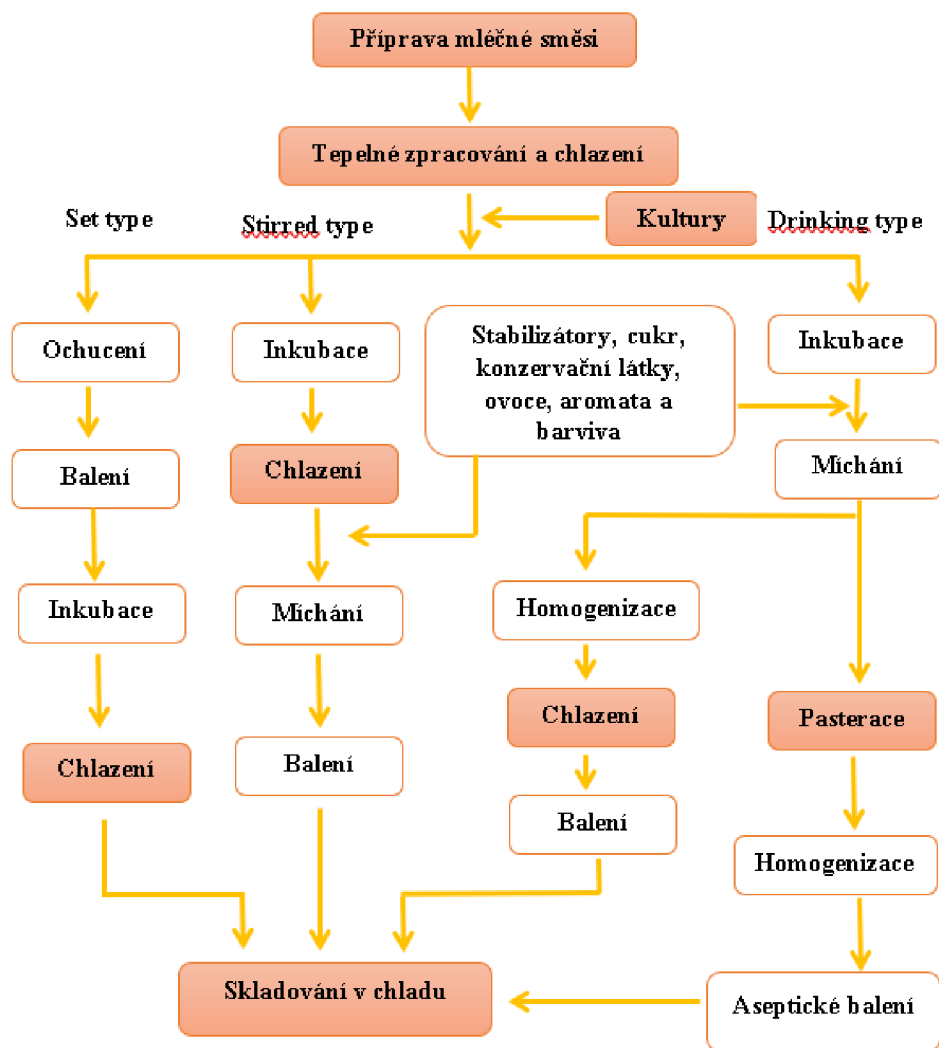 Příprava mléčné směsi
Tepelné zpracování a chlazení
Set type
Stirred type
Kultury
Drinking type
Ochucení
Inkubace
Stabilizátory, cukr,
konzervační látky,
ovoce, aromata a
barviva
Inkubace
Balení
Chlazení
Míchání
Inkubace
Míchání
Homogenizace
Chlazení
Balení
Chlazení
Pasterace
Balení
Homogenizace
Skladování v chladu
Aseptické balení